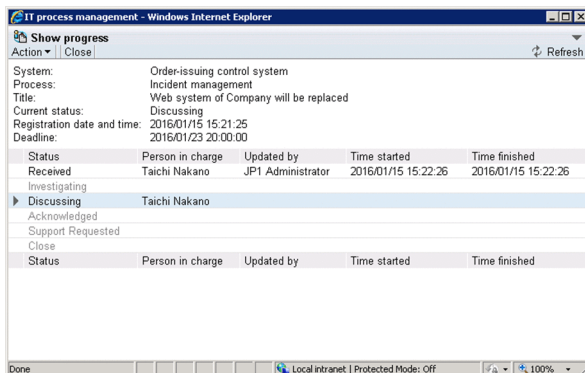 IT process management - Windows Internet Explorer
Show progress
Action Close Refresh
System: Order-issuing control system
Process: Incident management
Title: Web system of Company will be replaced
Current status: Discussing
Registration date and time: 2016/01/15 15:21:25
Deadline: 2016/01/23 20:00:00
Status Person in charge Updated by Time started Time finished
Received Taichi Nakano JP1 Administrator 2016/01/15 15:22:26 2016/01/15 15:22:26
Investigating
Discussing Taichi Nakano
Acknowledged
Support Requested
Close
Status Person in charge Updated by Time started Time finished
Done Local intranet | Protected Mode: Off 100%